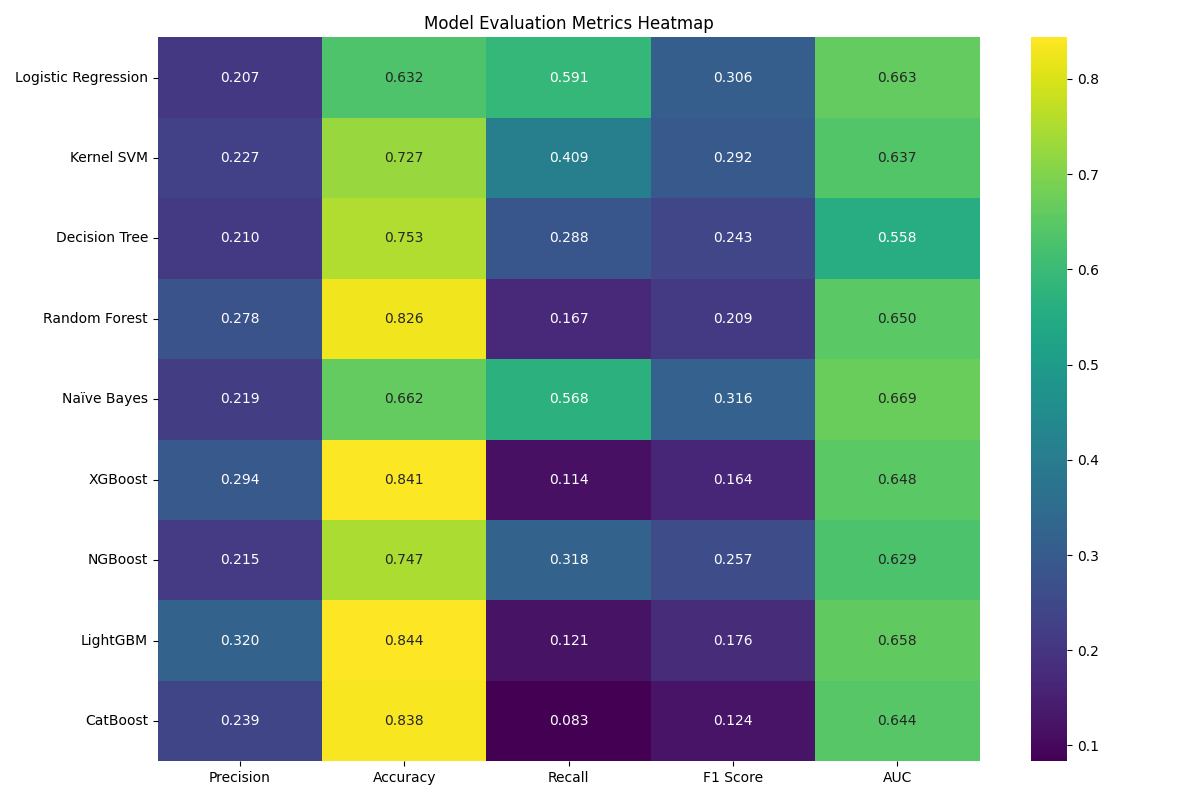 Model Evaluation Metrics Heatmap
Logistic Regression 0.207 0.632 0.591 0.306 0.663
Kernel SVM 0.227 0.727 0.409 0.292 0.637
Decision Tree 0.210 0.753 0.288 0.243 0.558
Random Forest 0.278 0.826 0.167 0.209 0.650
Naïve Bayes 0.219 0.662 0.568 0.316 0.669
XGBoost 0.294 0.841 0.114 0.164 0.648
NGBoost 0.215 0.747 0.318 0.257 0.629
LightGBM 0.320 0.844 0.121 0.176 0.658
CatBoost 0.239 0.838 0.083 0.124 0.644
Precision Accuracy Recall F1 Score AUC
0.8
0.7
0.6
0.5
0.4
0.3
0.2
0.1